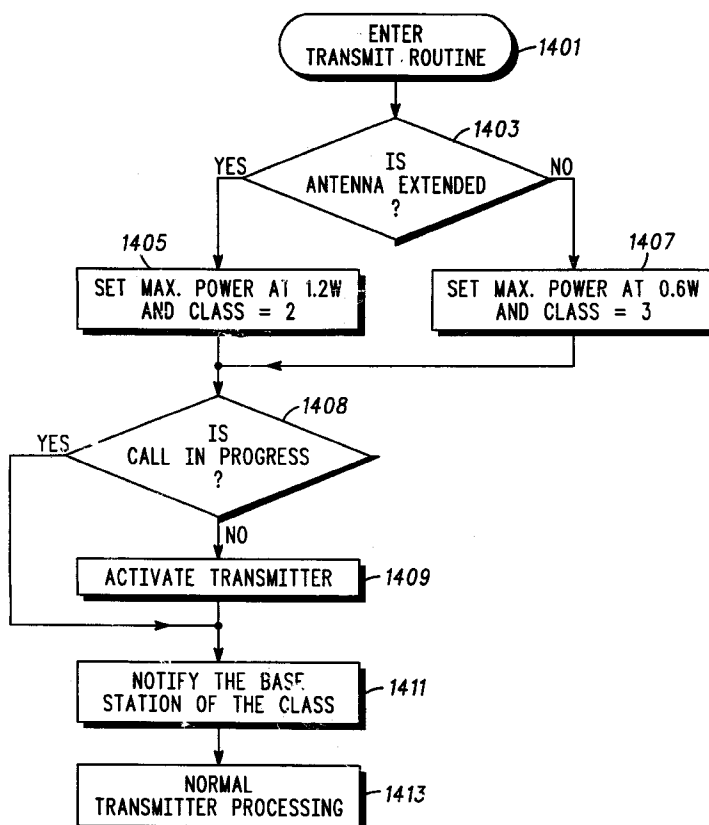 ENTER
TRANSMIT ROUTINE
1401
1403
IS
ANTENNA EXTENDED
?
YES
NO
1405
SET MAX. POWER AT 1.2W
AND CLASS = 2
1407
SET MAX. POWER AT 0.6W
AND CLASS = 3
1408
IS
CALL IN PROGRESS
?
YES
NO
ACTIVATE TRANSMITTER
1409
NOTIFY THE BASE
STATION OF THE CLASS
1411
NORMAL
TRANSMITTER PROCESSING
1413